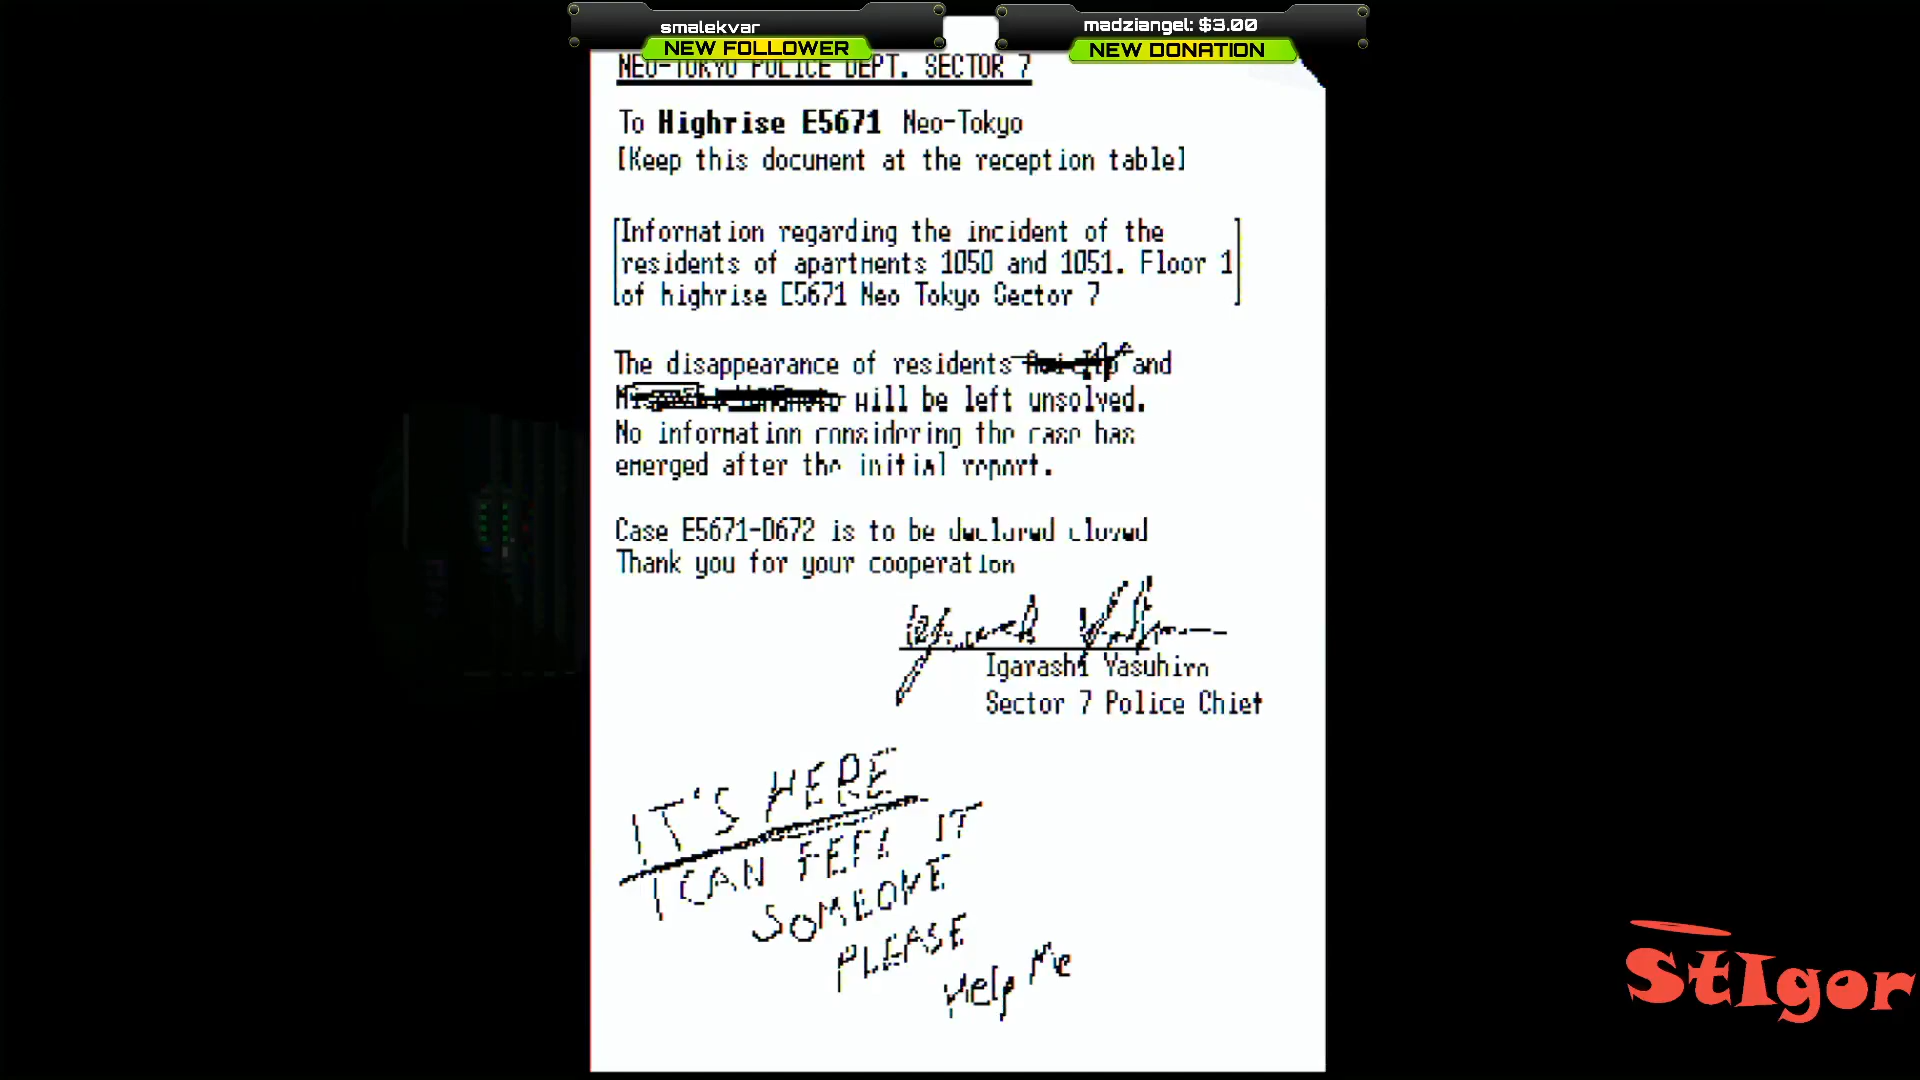 smalekvar
NEW FOLLOWER
madziangel: $3.00
NEW DONATION
NEO-TOKYO POLICE DEPT. SECTOR 7
To Highrise E5671 Neo-Tokyo
[Keep this document at the reception table]
[Information regarding the incident of the
residents of apartments 1050 and 1051. Floor 1
of highrise E5671 Neo Tokyo Sector 7]
The disappearance of residents and
will be left unsolved.
No information considering the case has
emerged after the initial report.
Case E5671-D672 is to be declared closed
Thank you for your cooperation
Igarashi Yasuhiro
Sector 7 Police Chief
IT'S HERE
I CAN FEEL IT
SOMEONE
PLEASE
Help Me
StIgor